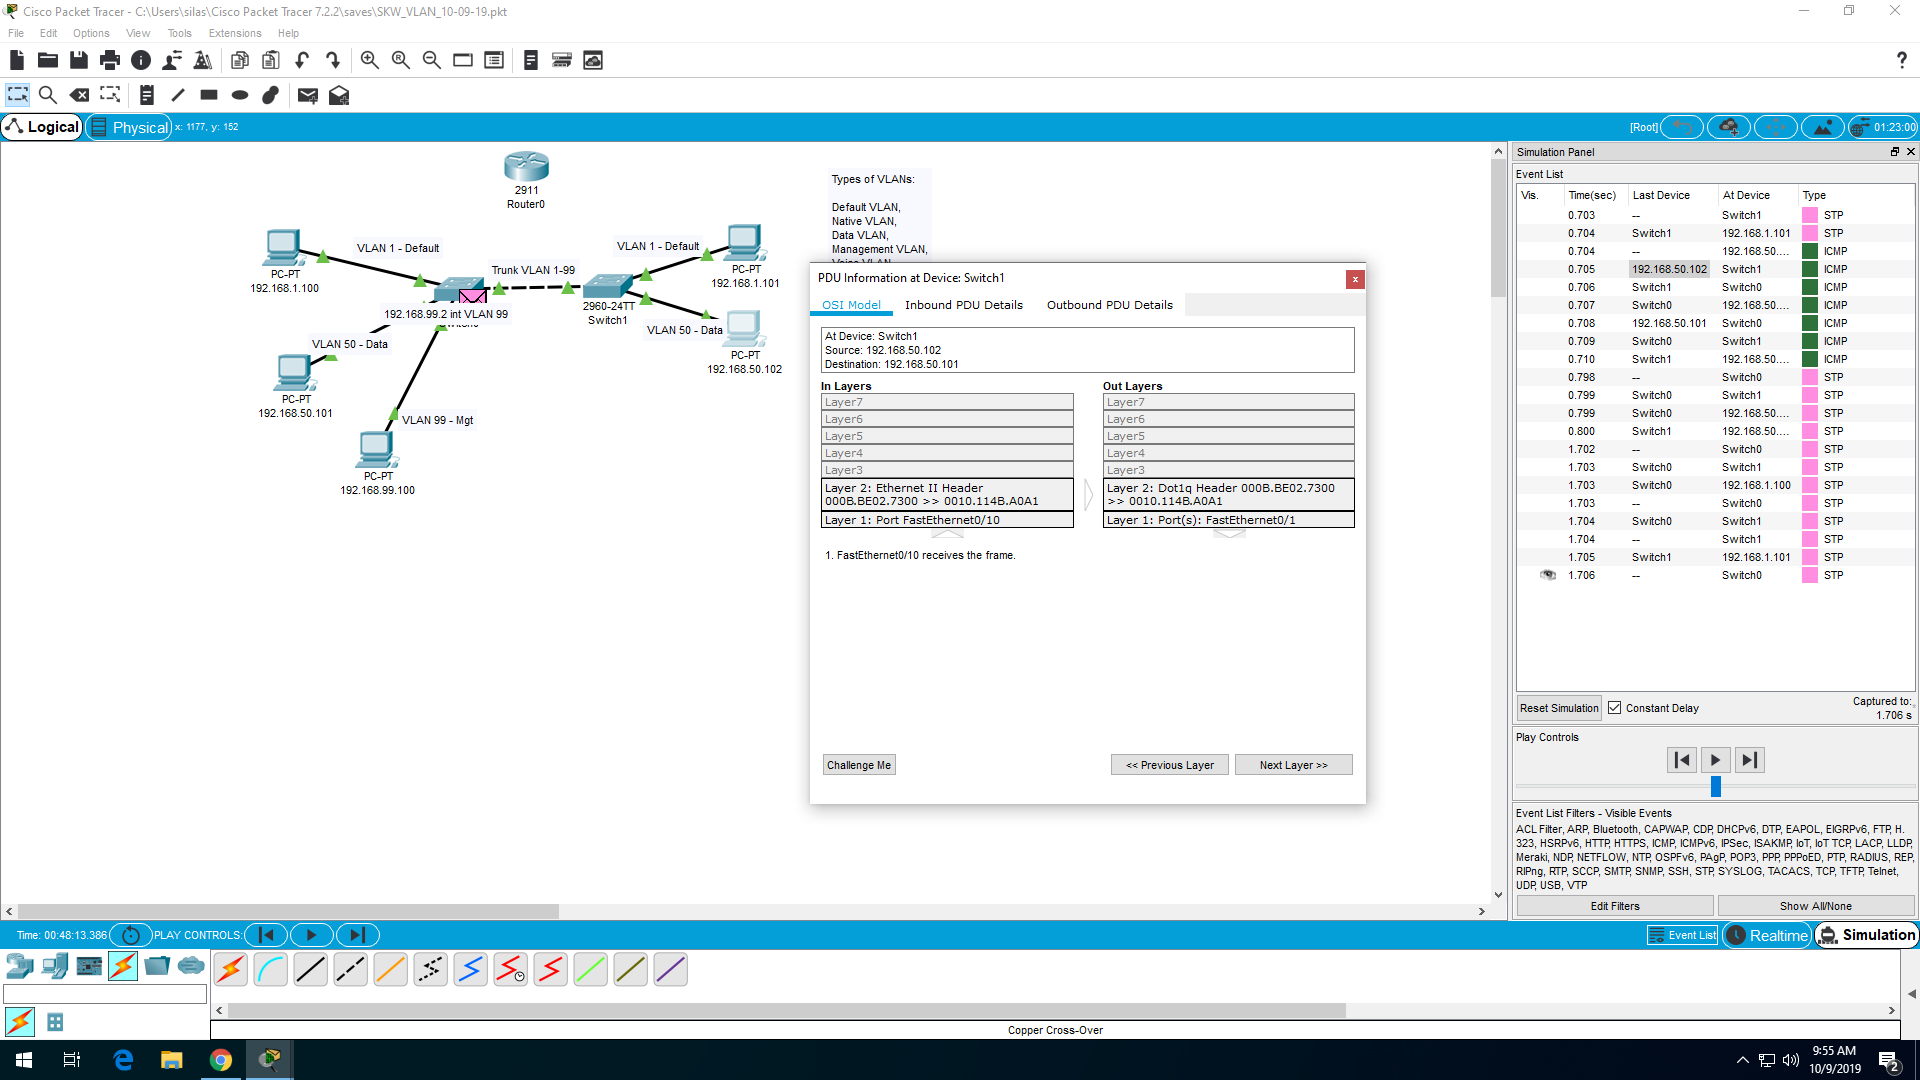 Cisco Packet Tracer - C:\Users\silas\Cisco Packet Tracer 7.2.2\saves\SKW_VLAN_10-09-19.pkt
File Edit Options View Tools Extensions Help
?
Logical Physical x: 1177, y: 152
[Root] 01:23:00
2911
Router0
PC-PT
192.168.1.100
VLAN 1 - Default
Trunk VLAN 1-99
192.168.99.2 int VLAN 99
VLAN 1 - Default
PC-PT
192.168.1.101
2960-24TT
Switch1
VLAN 50 - Data
PC-PT
192.168.50.102
VLAN 50 - Data
PC-PT
192.168.50.101
VLAN 99 - Mgt
PC-PT
192.168.99.100
Types of VLANs:
Default VLAN,
Native VLAN,
Data VLAN,
Management VLAN,
PDU Information at Device: Switch1
x
OSI Model Inbound PDU Details Outbound PDU Details
At Device: Switch1
Source: 192.168.50.102
Destination: 192.168.50.101
In Layers
Layer7
Layer6
Layer5
Layer4
Layer3
Layer 2: Ethernet II Header
000B.BE02.7300 >> 0010.114B.A0A1
Layer 1: Port FastEthernet0/10
Out Layers
Layer7
Layer6
Layer5
Layer4
Layer3
Layer 2: Dot1q Header 000B.BE02.7300
>> 0010.114B.A0A1
Layer 1: Port(s): FastEthernet0/1
1. FastEthernet0/10 receives the frame.
Challenge Me << Previous Layer Next Layer >>
Simulation Panel
Event List
Vis. Time(sec) Last Device At Device Type
0.703 -- Switch1 STP
0.704 Switch1 192.168.1.101 STP
0.704 -- 192.168.50.... ICMP
0.705 192.168.50.102 Switch1 ICMP
0.706 Switch1 Switch0 ICMP
0.707 Switch0 192.168.50.... ICMP
0.708 192.168.50.101 Switch0 ICMP
0.709 Switch0 Switch1 ICMP
0.710 Switch1 192.168.50.... ICMP
0.798 -- Switch0 STP
0.799 Switch0 Switch1 STP
0.799 Switch0 192.168.50.... STP
0.800 Switch1 192.168.50.... STP
1.702 -- Switch0 STP
1.703 Switch0 Switch1 STP
1.703 Switch0 192.168.1.100 STP
1.703 -- Switch0 STP
1.704 Switch0 Switch1 STP
1.704 -- Switch1 STP
1.705 Switch1 192.168.1.101 STP
1.706 -- Switch0 STP
Reset Simulation Constant Delay
Captured to:
1.706 s
Play Controls
Event List Filters - Visible Events
ACL Filter, ARP, Bluetooth, CAPWAP, CDP, DHCPv6, DTP, EAPOL, EIGRPv6, FTP, H.
323, HSRPv6, HTTP, HTTPS, ICMP, ICMPv6, IPSec, ISAKMP, IoT, IoT TCP, LACP, LLDP,
Meraki, NDP, NETFLOW, NTP, OSPFv6, PAgP, POP3, PPP, PPPoED, PTP, RADIUS, REP,
RIPng, RTP, SCCP, SMTP, SNMP, SSH, STP, SYSLOG, TACACS, TCP, TFTP, Telnet,
UDP, USB, VTP
Edit Filters Show All/None
Time: 00:48:13.386 PLAY CONTROLS:
Event List Realtime Simulation
Copper Cross-Over
9:55 AM
10/9/2019
2